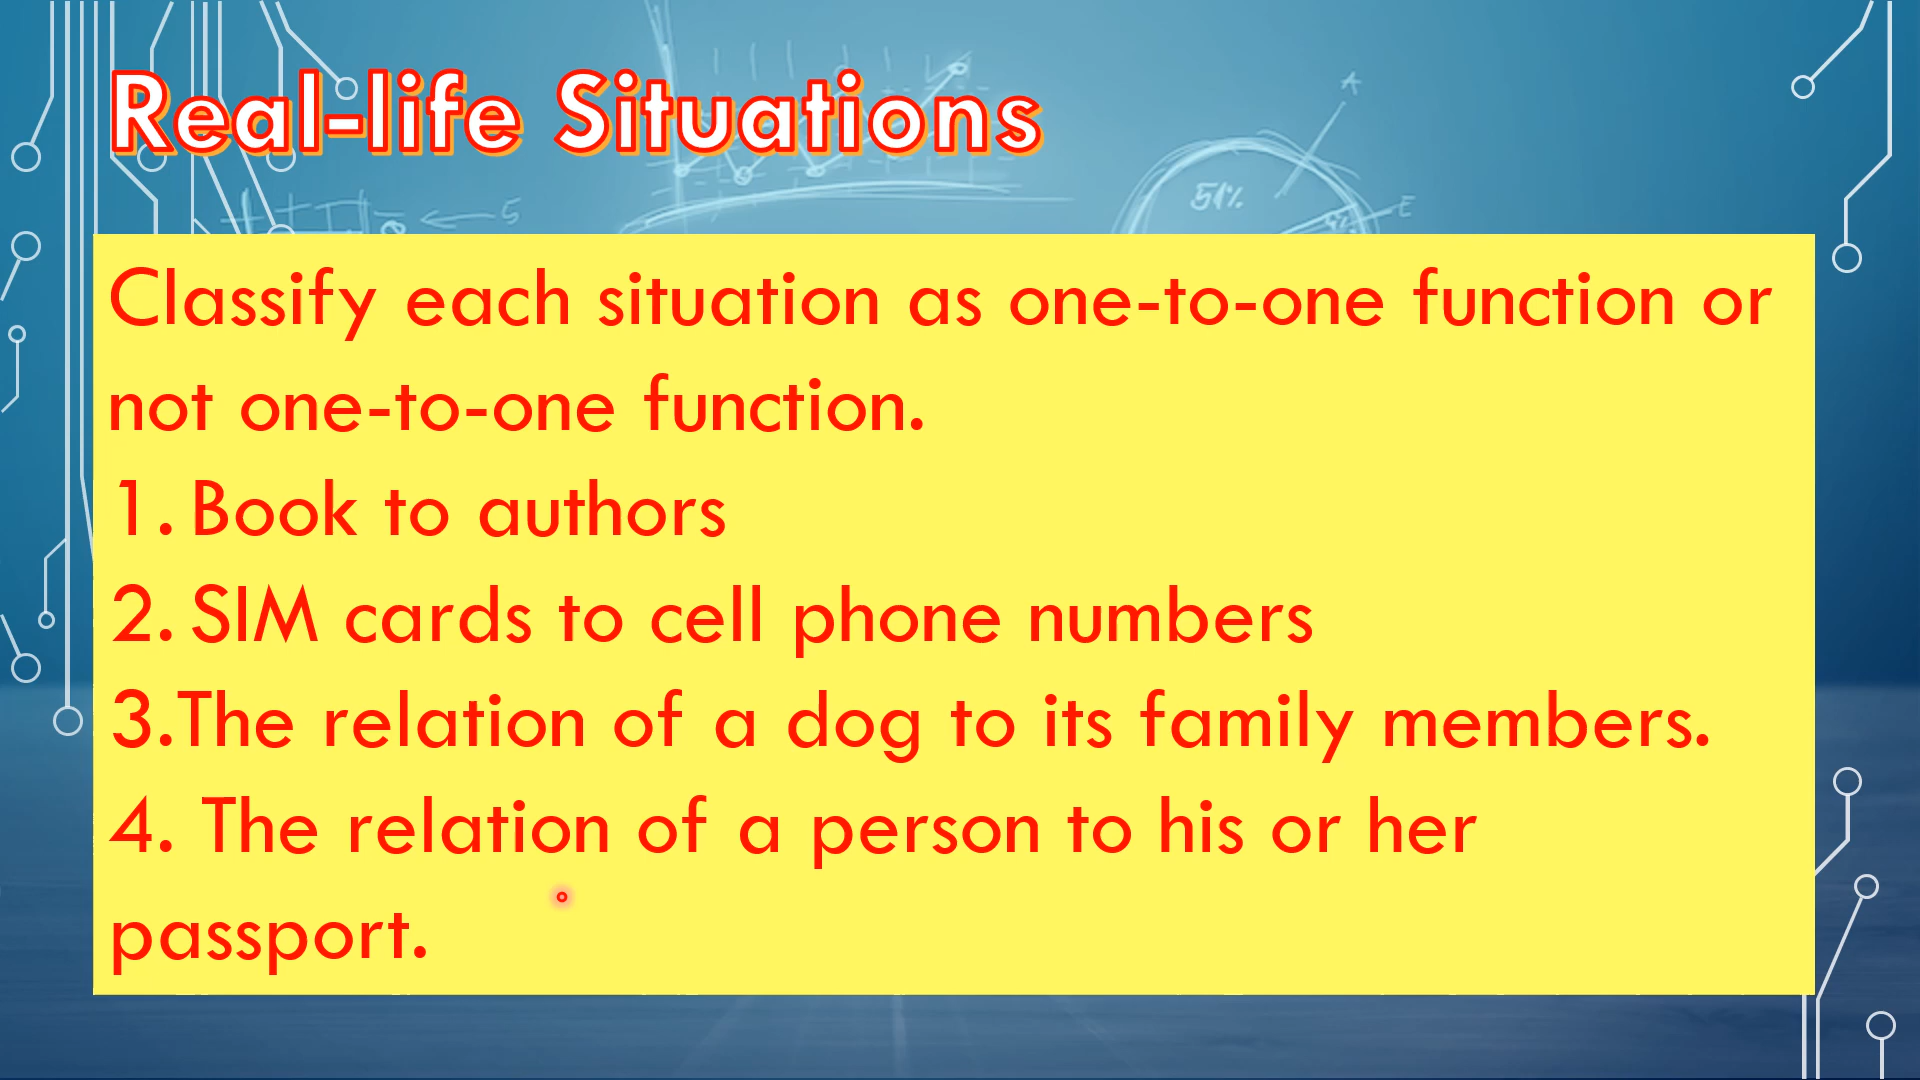 Real-life Situations
5
51%
A
E
Classify each situation as one-to-one function or
not one-to-one function.
1. Book to authors
2. SIM cards to cell phone numbers
3.The relation of a dog to its family members.
4. The relation of a person to his or her
passport.